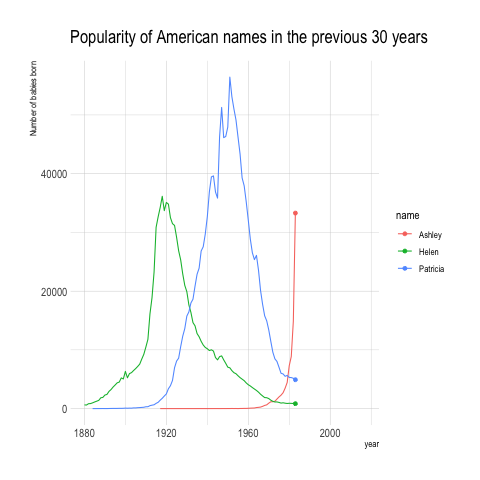 Popularity of American names in the previous 30 years
Number of babies born
40000
20000
0
1880
1920
1960
2000
year
name
Ashley
Helen
Patricia